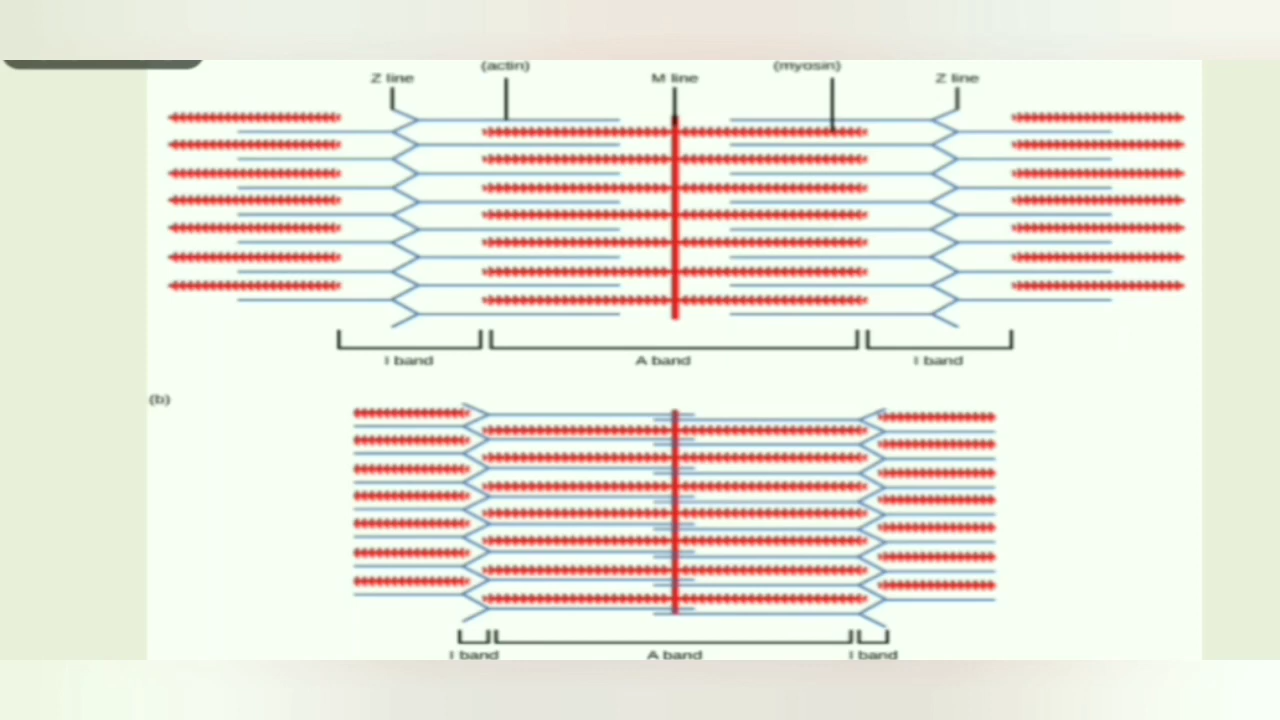 (actin) (myosin)
Z line M line Z line
I band A band I band
(b)
I band A band I band